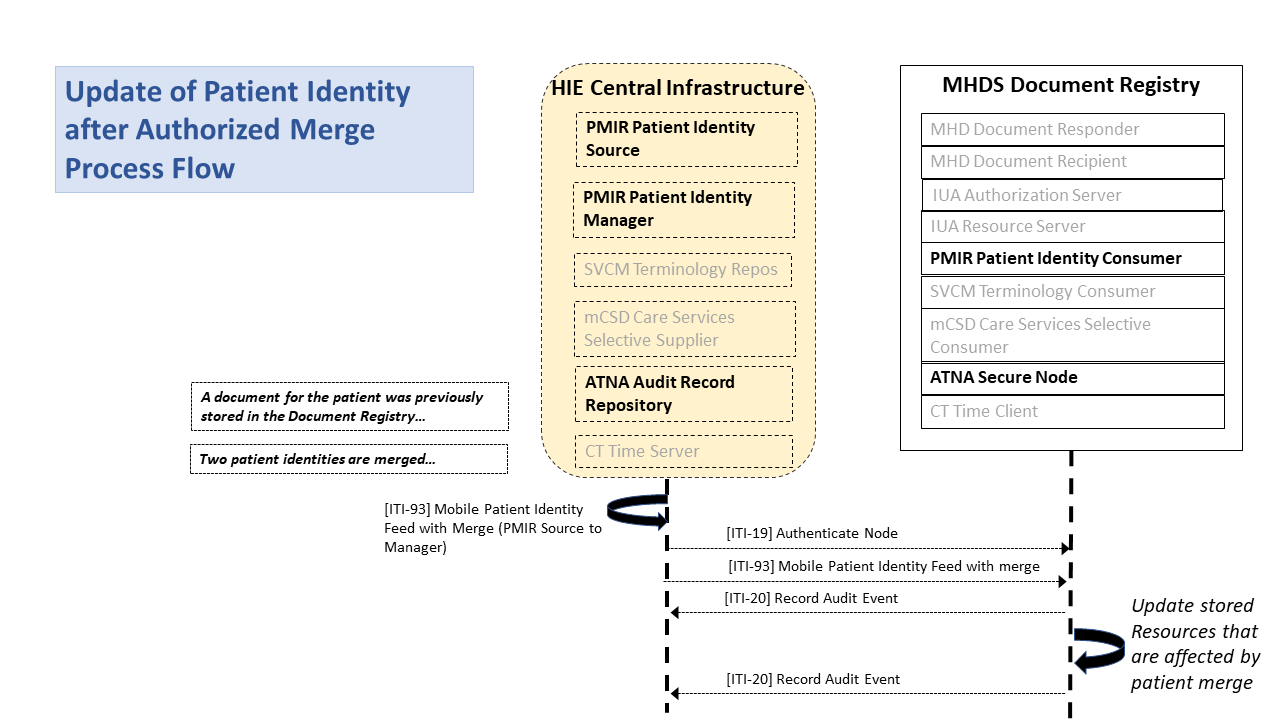 Update of Patient Identity
after Authorized Merge
Process Flow
HIE Central Infrastructure
PMIR Patient Identity
Source
PMIR Patient Identity
Manager
SVCM Terminology Repos
mCSD Care Services
Selective Supplier
ATNA Audit Record
Repository
CT Time Server
MHDS Document Registry
MHD Document Responder
MHD Document Recipient
IUA Authorization Server
IUA Resource Server
PMIR Patient Identity Consumer
SVCM Terminology Consumer
mCSD Care Services Selective
Consumer
ATNA Secure Node
CT Time Client
A document for the patient was previously
stored in the Document Registry…
Two patient identities are merged…
[ITI-93] Mobile Patient Identity
Feed with Merge (PMIR Source to
Manager)
[ITI-19] Authenticate Node
[ITI-93] Mobile Patient Identity Feed with merge
[ITI-20] Record Audit Event
Update stored
Resources that
are affected by
patient merge
[ITI-20] Record Audit Event